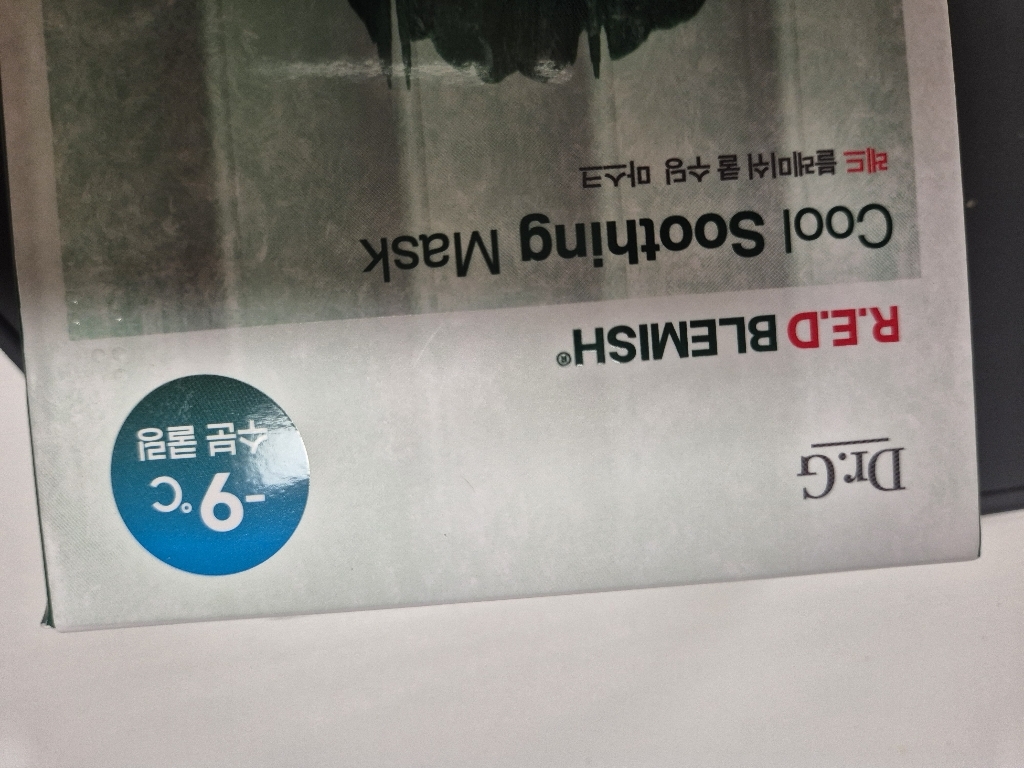 Dr.G
-9°C
수분 쿨링
R.E.D BLEMISH®
Cool Soothing Mask
레드 블레미쉬 쿨 수딩 마스크